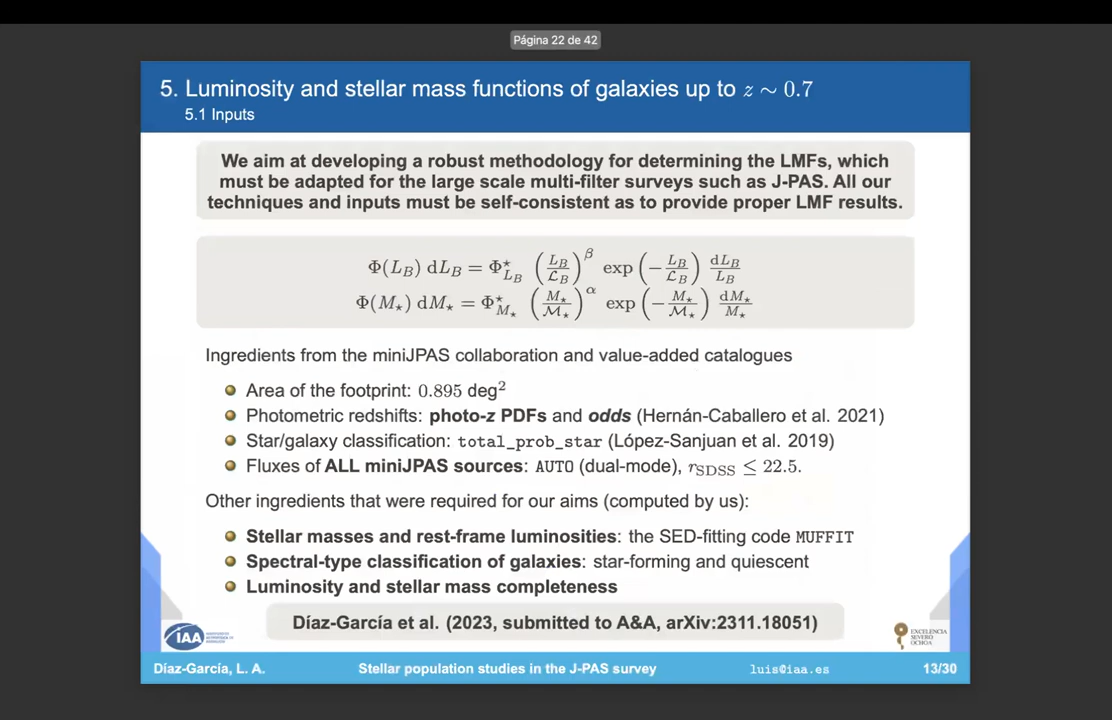 Página 22 de 42
5. Luminosity and stellar mass functions of galaxies up to z ∼ 0.7
5.1 Inputs
We aim at developing a robust methodology for determining the LMFs, which
must be adapted for the large scale multi-filter surveys such as J-PAS. All our
techniques and inputs must be self-consistent as to provide proper LMF results.
Φ(L_B) dL_B = Φ^⋆_{L_B} (L_B/ℒ_B)^β exp(−L_B/ℒ_B) dL_B/L_B
Φ(M_⋆) dM_⋆ = Φ^⋆_{M_⋆} (M_⋆/ℳ_⋆)^α exp(−M_⋆/ℳ_⋆) dM_⋆/M_⋆
Ingredients from the miniJPAS collaboration and value-added catalogues
Area of the footprint: 0.895 deg²
Photometric redshifts: photo-z PDFs and odds (Hernán-Caballero et al. 2021)
Star/galaxy classification: total_prob_star (López-Sanjuan et al. 2019)
Fluxes of ALL miniJPAS sources: AUTO (dual-mode), r_SDSS ≤ 22.5.
Other ingredients that were required for our aims (computed by us):
Stellar masses and rest-frame luminosities: the SED-fitting code MUFFIT
Spectral-type classification of galaxies: star-forming and quiescent
Luminosity and stellar mass completeness
Díaz-García et al. (2023, submitted to A&A, arXiv:2311.18051)
IAA
EXCELENCIA
SEVERO
OCHOA
Díaz-García, L. A. Stellar population studies in the J-PAS survey luis@iaa.es 13/30